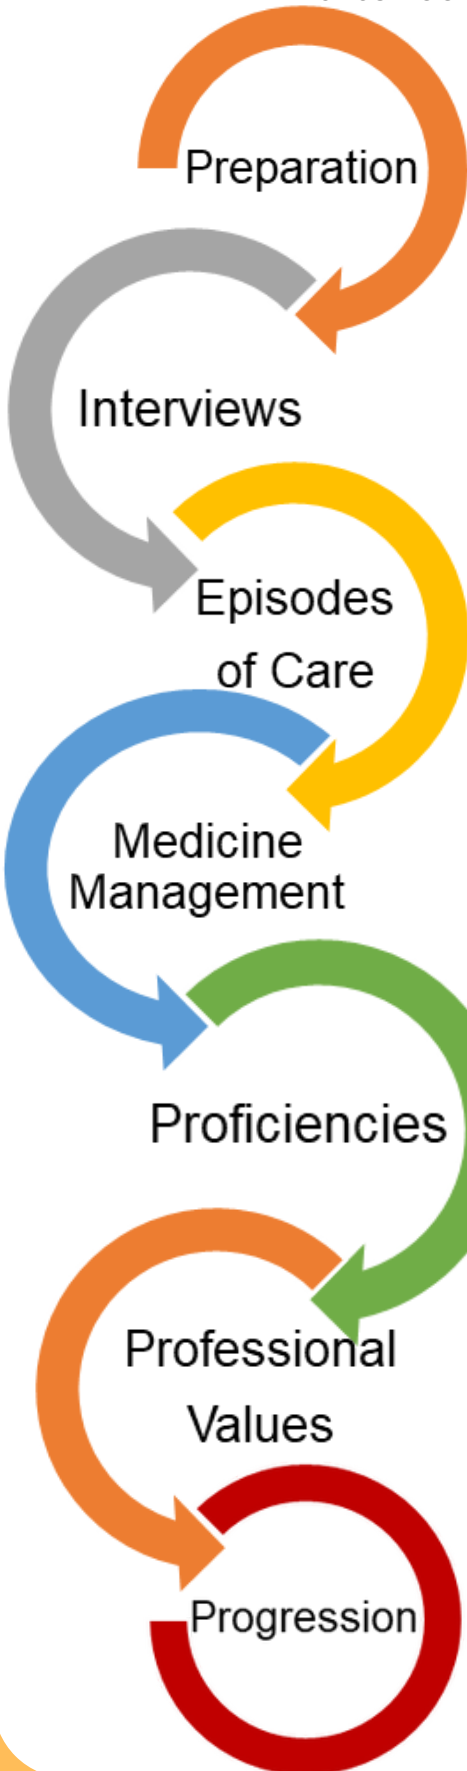 Preparation
Interviews
Episodes
of Care
Medicine
Management
Proficiencies
Professional
Values
Progression